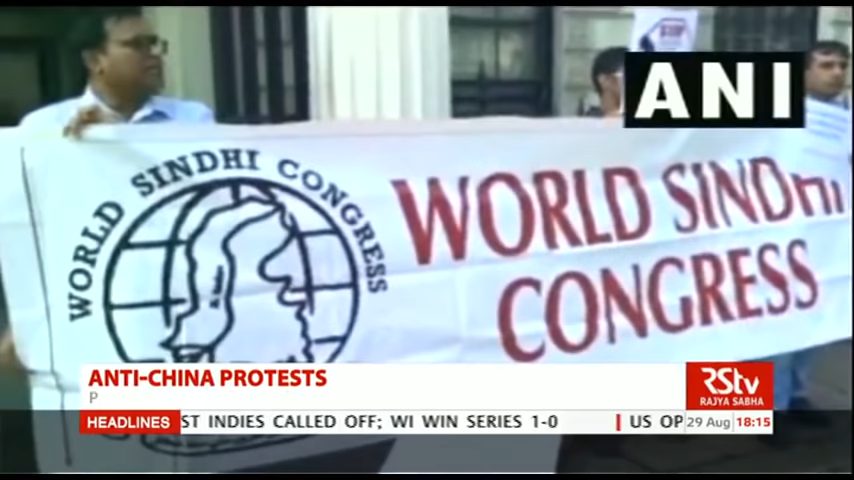 ANI
WORLD SINDHI CONGRESS
WORLD SINDHI
CONGRESS
ANTI-CHINA PROTESTS
P
RSTV
RAJYA SABHA
HEADLINES
ST INDIES CALLED OFF; WI WIN SERIES 1-0
US OP
29 Aug
18:15